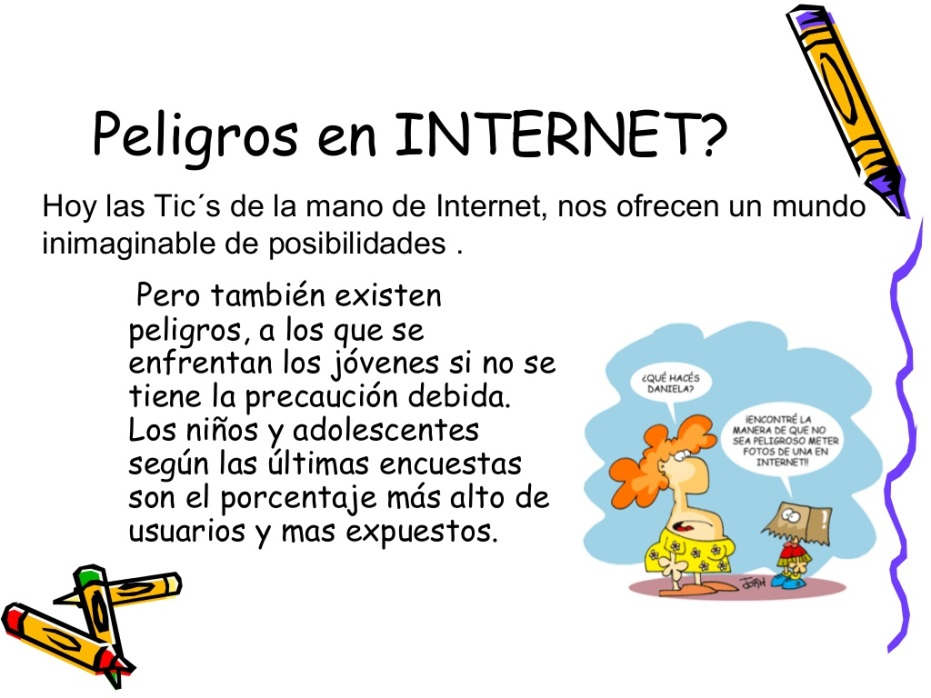 Peligros en INTERNET?
Hoy las Tic´s de la mano de Internet, nos ofrecen un mundo
inimaginable de posibilidades .
Pero también existen
peligros, a los que se
enfrentan los jóvenes si no se
tiene la precaución debida.
Los niños y adolescentes
según las últimas encuestas
son el porcentaje más alto de
usuarios y mas expuestos.
¿QUÉ HACÉS
DANIELA?
¡ENCONTRÉ LA
MANERA DE QUE NO
SEA PELIGROSO METER
FOTOS DE UNA EN
INTERNET!!